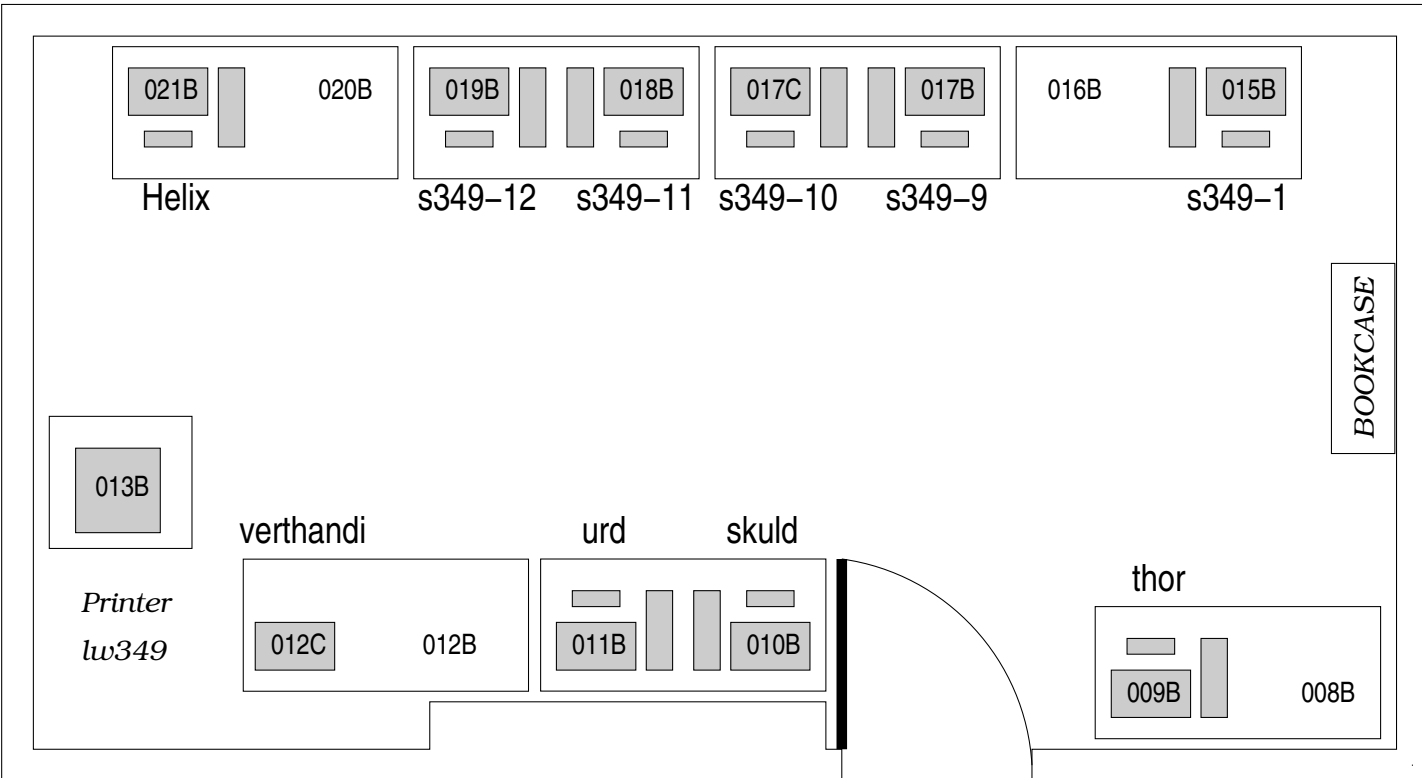 021B 020B 019B 018B 017C 017B 016B 015B
Helix s349–12 s349–11 s349–10 s349–9 s349–1
BOOKCASE
013B
verthandi urd skuld
thor
Printer
lw349
012C 012B 011B 010B
009B 008B